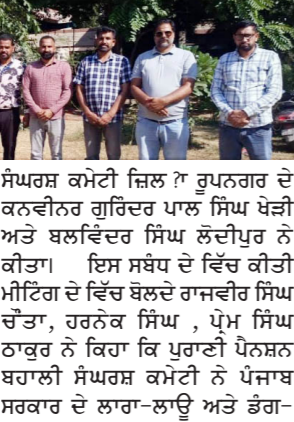 ਸੰਘਰਸ਼ ਕਮੇਟੀ ਜ਼ਿਲ ?ਾ ਰੂਪਨਗਰ ਦੇ
ਕਨਵੀਨਰ ਗੁਰਿੰਦਰ ਪਾਲ ਸਿੰਘ ਖੇੜੀ
ਅਤੇ ਬਲਵਿੰਦਰ ਸਿੰਘ ਲੋਦੀਪੁਰ ਨੇ
ਕੀਤਾ। ਇਸ ਸਬੰਧ ਦੇ ਵਿੱਚ ਕੀਤੀ
ਮੀਟਿੰਗ ਦੇ ਵਿੱਚ ਬੋਲਦੇ ਰਾਜਵੀਰ ਸਿੰਘ
ਚੌਂਤਾ, ਹਰਨੇਕ ਸਿੰਘ , ਪ੍ਰੇਮ ਸਿੰਘ
ਠਾਕੁਰ ਨੇ ਕਿਹਾ ਕਿ ਪੁਰਾਣੀ ਪੈਨਸ਼ਨ
ਬਹਾਲੀ ਸੰਘਰਸ਼ ਕਮੇਟੀ ਨੇ ਪੰਜਾਬ
ਸਰਕਾਰ ਦੇ ਲਾਰਾ-ਲਾਊ ਅਤੇ ਡੰਗ-